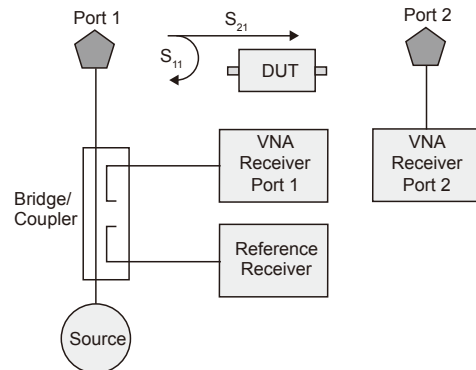 Port 1
S21
S11
DUT
Port 2
VNA
Receiver
Port 1
VNA
Receiver
Port 2
Bridge/
Coupler
Reference
Receiver
Source